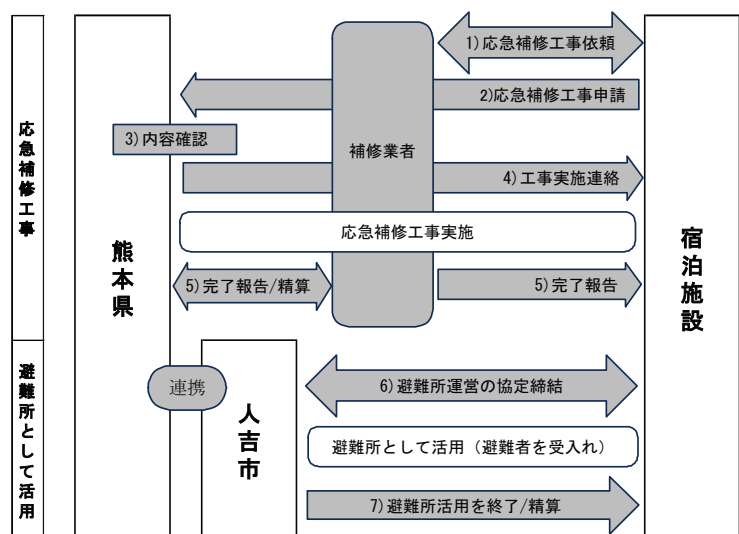 応急補修工事
熊本県
補修業者
宿泊施設
1) 応急補修工事依頼
2)応急補修工事申請
3) 内容確認
4) 工事実施連絡
応急補修工事実施
5) 完了報告/精算
5) 完了報告
避難所として活用
連携
人吉市
6) 避難所運営の協定締結
避難所として活用（避難者を受入れ）
7) 避難所活用を終了/精算